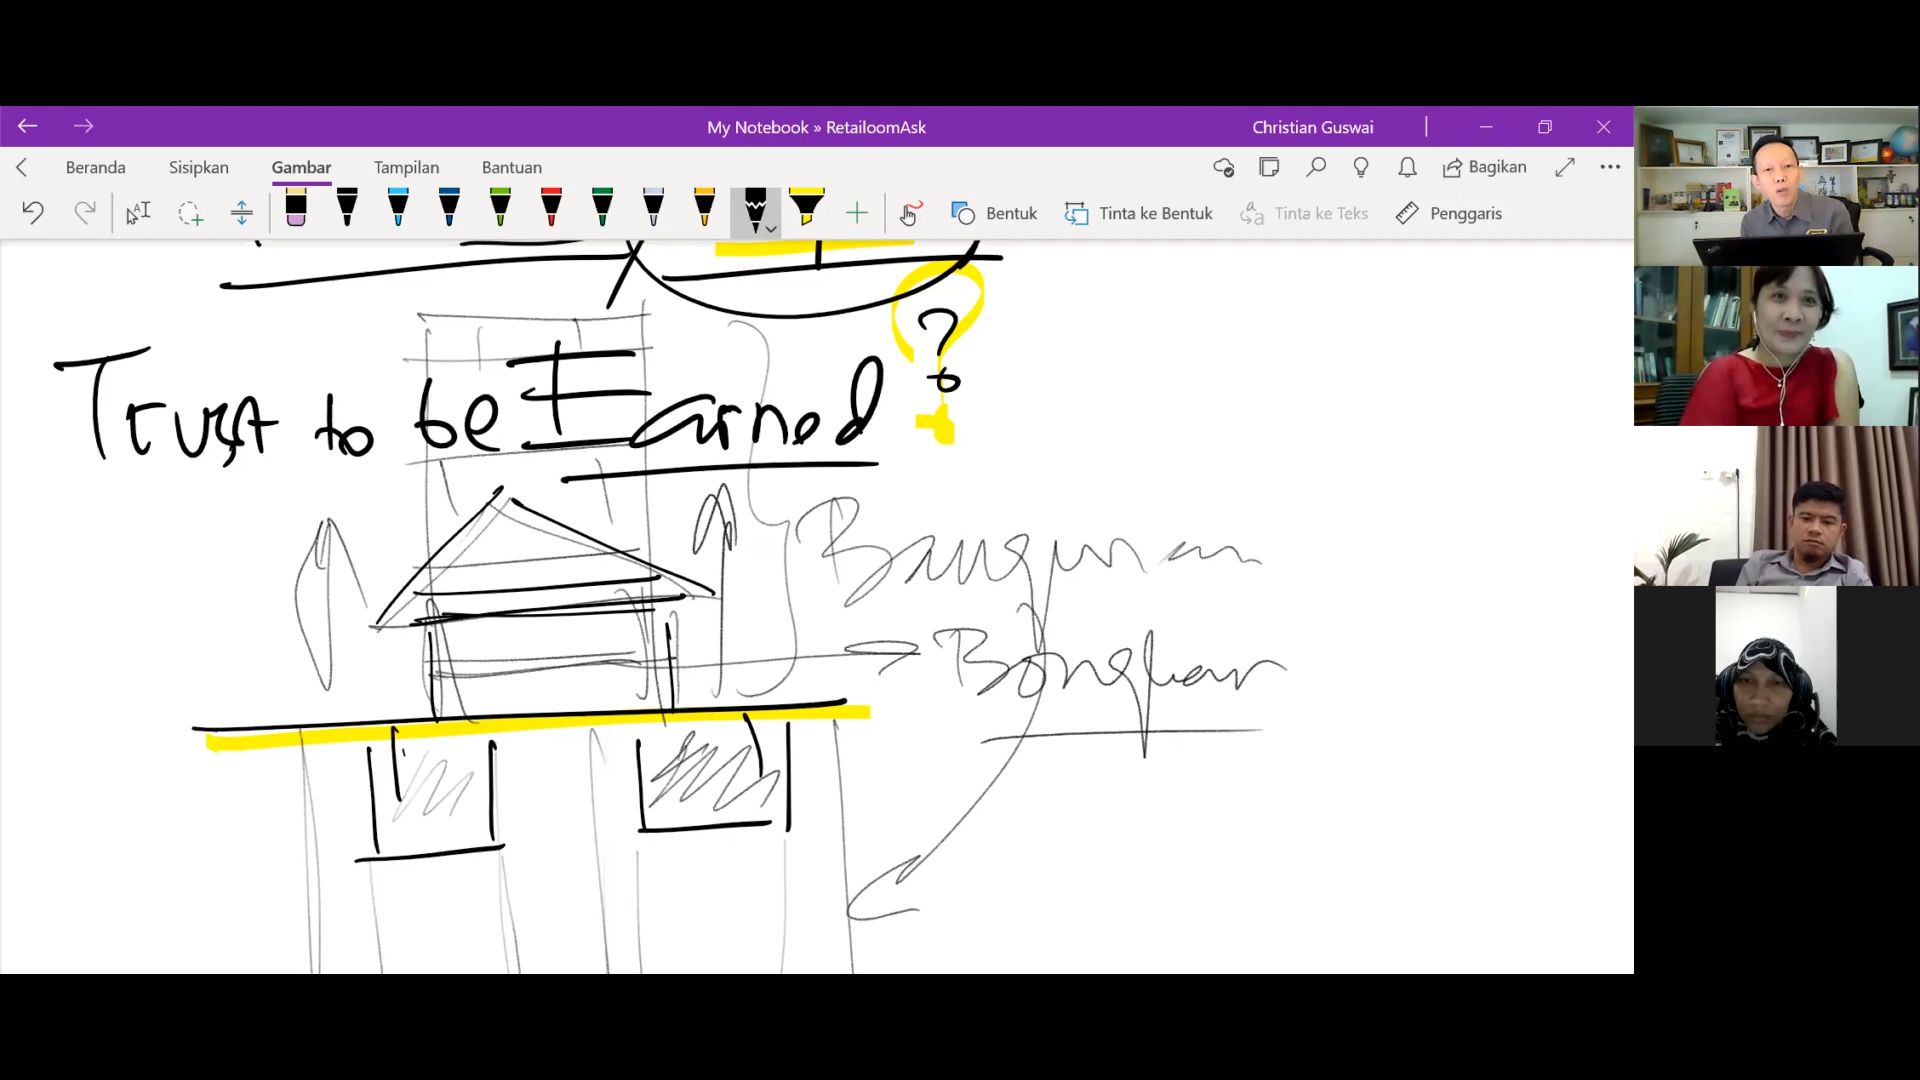 My Notebook » RetailoomAsk
Christian Guswai
Beranda Sisipkan Gambar Tampilan Bantuan
Bagikan
Bentuk Tinta ke Bentuk Tinta ke Teks Penggaris
Trust to be Earned ?
Bangunan
Bongkar